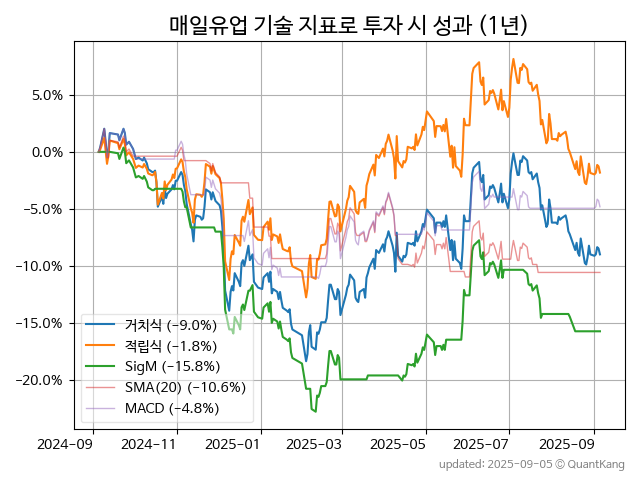 매일유업 기술 지표로 투자 시 성과 (1년)
5.0%
0.0%
−5.0%
−10.0%
−15.0%
−20.0%
거치식 (−9.0%)
적립식 (−1.8%)
SigM (−15.8%)
SMA(20) (−10.6%)
MACD (−4.8%)
2024-09 2024-11 2025-01 2025-03 2025-05 2025-07 2025-09
updated: 2025-09-05 © QuantKang